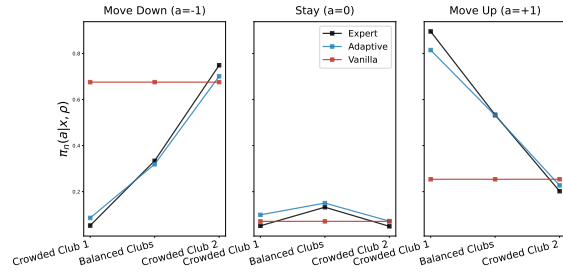 Move Down (a=-1)
Stay (a=0)
Move Up (a=+1)
Expert
Adaptive
Vanilla
πₙ(a|x, ρ)
0.8
0.6
0.4
0.2
Crowded Club 1
Balanced Clubs
Crowded Club 2
Crowded Club 1
Balanced Clubs
Crowded Club 2
Crowded Club 1
Balanced Clubs
Crowded Club 2